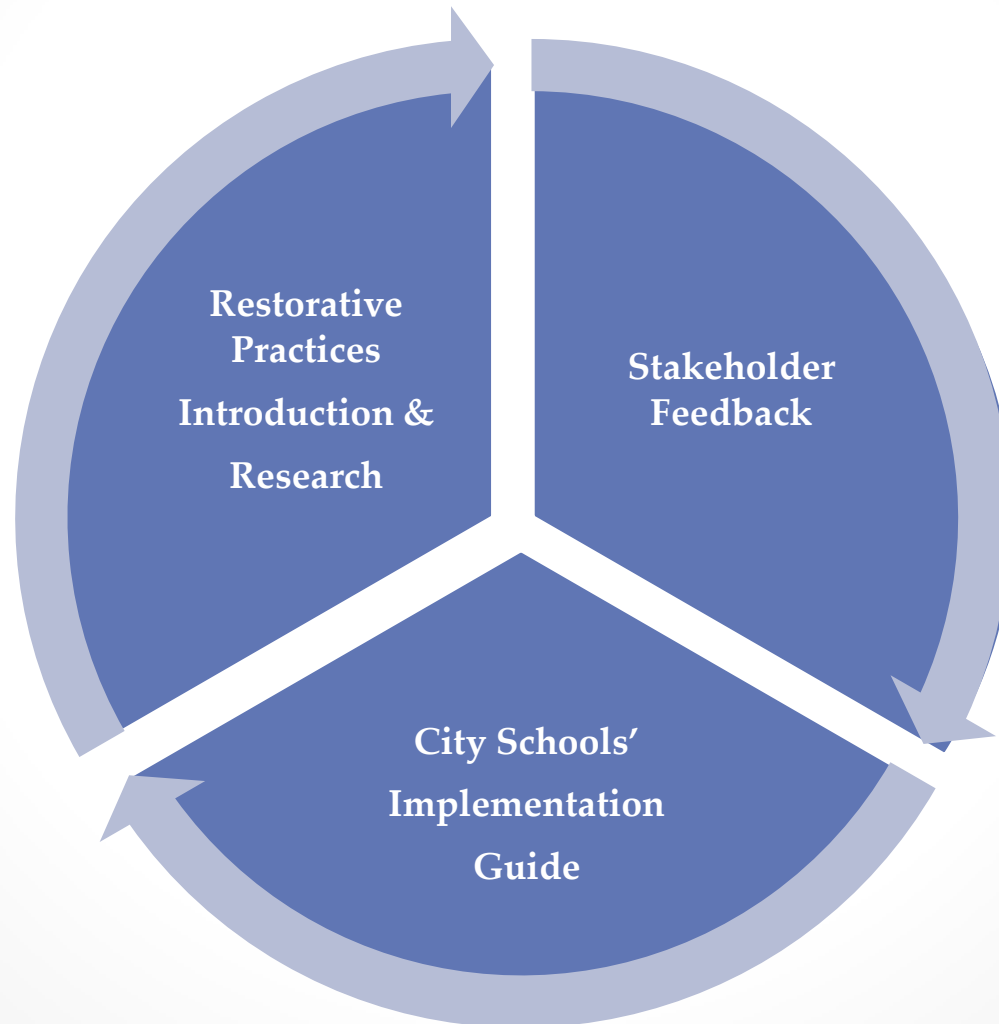 Restorative
Practices
Introduction &
Research
Stakeholder
Feedback
City Schools’
Implementation
Guide